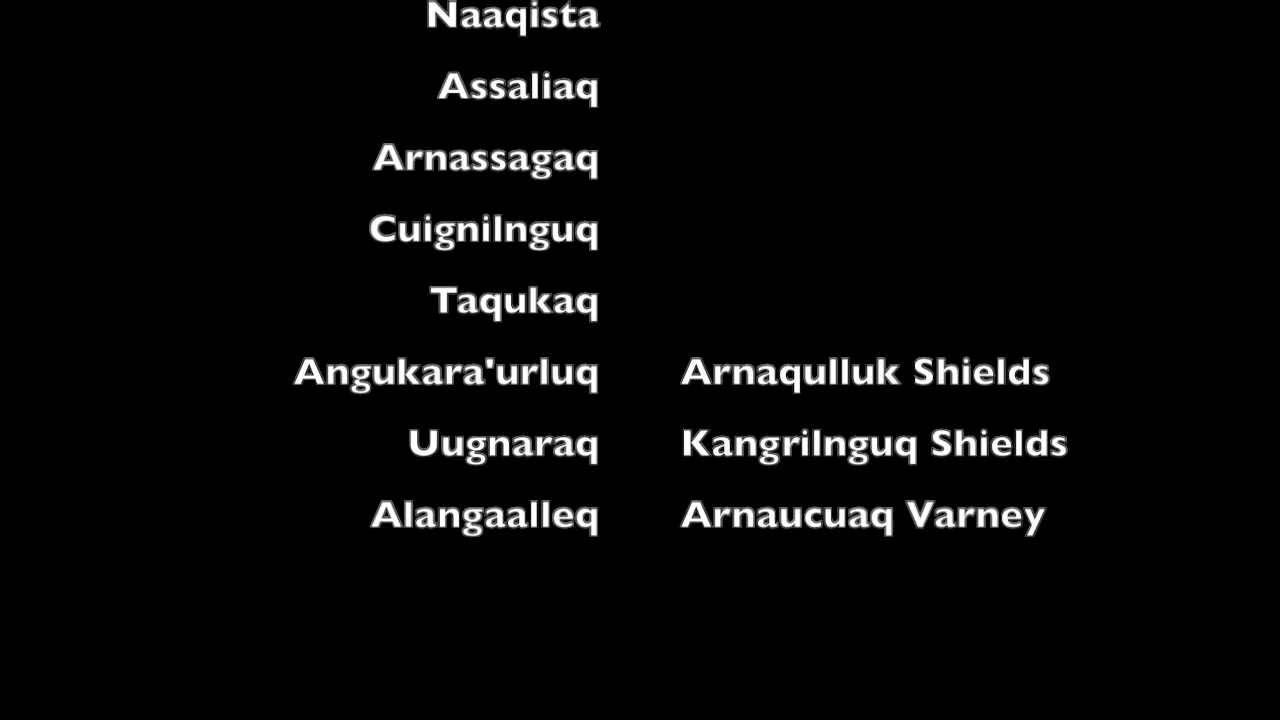 Naaqista
Assaliaq
Arnassagaq
Cuignilnguq
Taqukaq
Angukara'urluq Arnaqulluk Shields
Uugnaraq Kangrilnguq Shields
Alangaalleq Arnaucuaq Varney